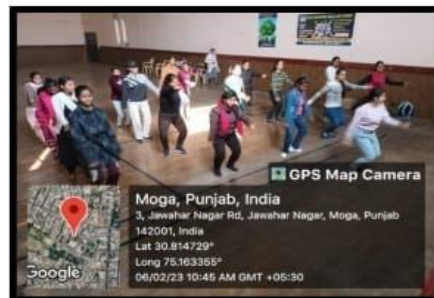 GPS Map Camera
Moga, Punjab, India
3, Jawahar Nagar Rd, Jawahar Nagar, Moga, Punjab
142001, India
Lat 30.814729°
Long 75.163355°
06/02/23 10:45 AM GMT +05:30
Google